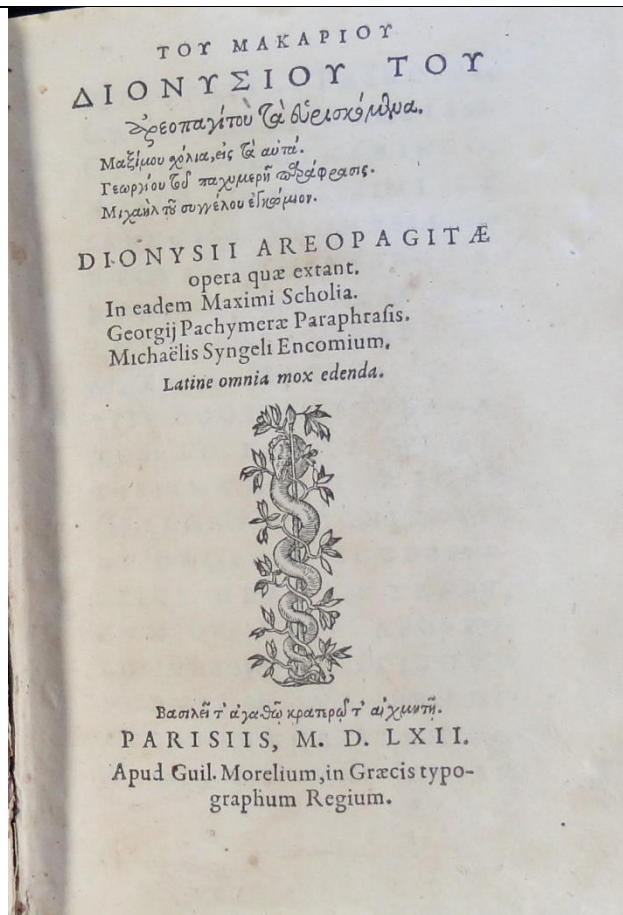 ΤΟΥ ΜΑΚΑΡΙΟΥ
ΔΙΟΝΥΣΙΟΥ ΤΟΥ
ἀρεοπαγίτου τὰ εὑρισκόμενα.
Μαξίμου σχόλια, εἰς τὰ αὐτά.
Γεωργίου τοῦ παχυμερῆ παράφρασις.
Μιχαὴλ τοῦ συγγέλου ἐγκώμιον.
DIONYSII AREOPAGITÆ
opera quæ extant.
In eadem Maximi Scholia.
Georgij Pachymeræ Paraphraſis.
Michaëlis Syngeli Encomium,
Latine omnia mox edenda.
Βασιλεῖ τ' ἀγαθῷ κρατερῷ τ' αἰχμητῇ.
PARISIIS, M. D. LXII.
Apud Guil. Morelium, in Græcis typo-
graphum Regium.